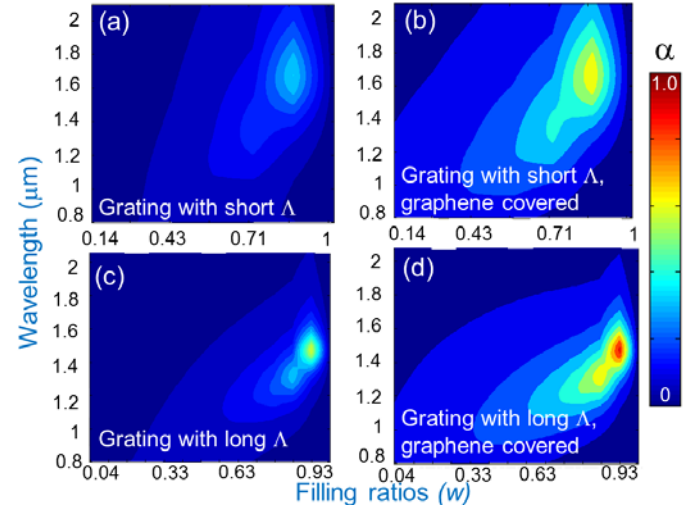 (a)
(b)
α
2
1.8
1.6
1.4
1.2
1
0.8
Grating with short Λ
0.14 0.43 0.71 1
2
1.8
1.6
1.4
1.2
1
0.8
Grating with short Λ,
graphene covered
0.14 0.43 0.71 1
1.0
0
Wavelength (μm)
(c)
(d)
2
1.8
1.6
1.4
1.2
1
0.8
Grating with long Λ
0.04 0.33 0.63 0.93
2
1.8
1.6
1.4
1.2
1
0.8
Grating with long Λ,
graphene covered
0.04 0.33 0.63 0.93
Filling ratios (w)